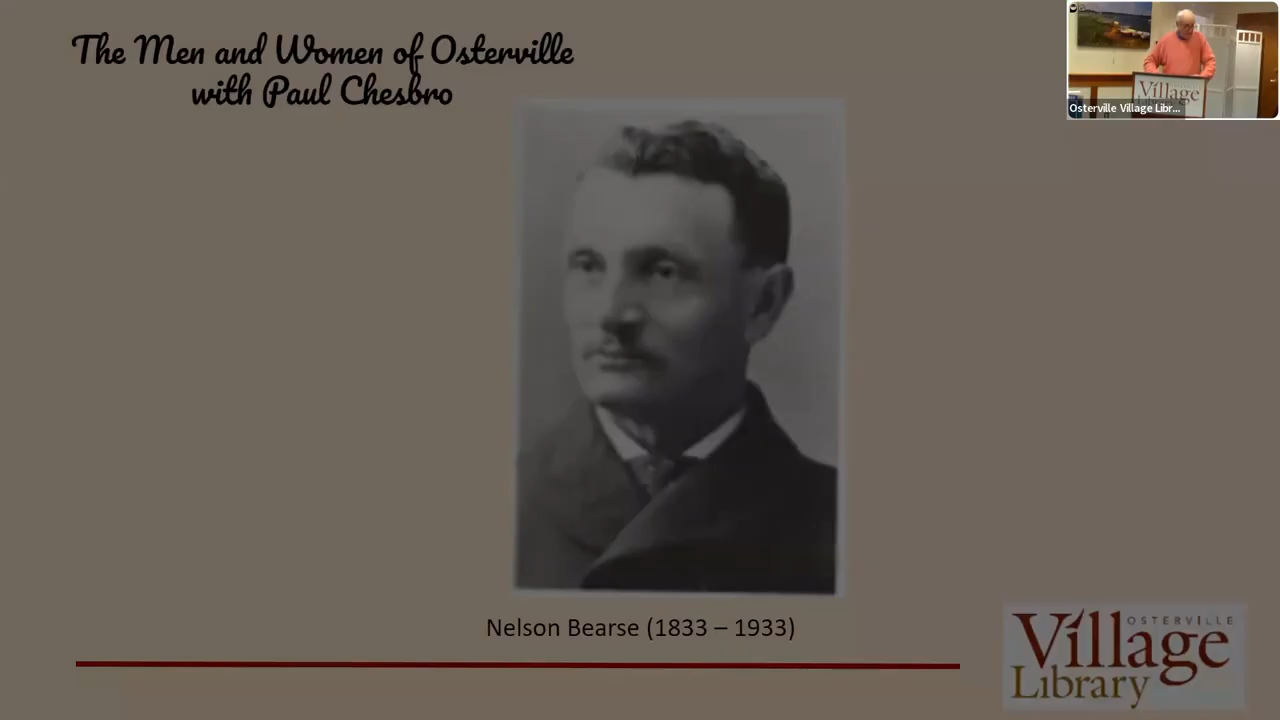 The Men and Women of Osterville
with Paul Chesbro
Village
Osterville Village Libr...
Nelson Bearse (1833 – 1933)
OSTERVILLE
Village
Library